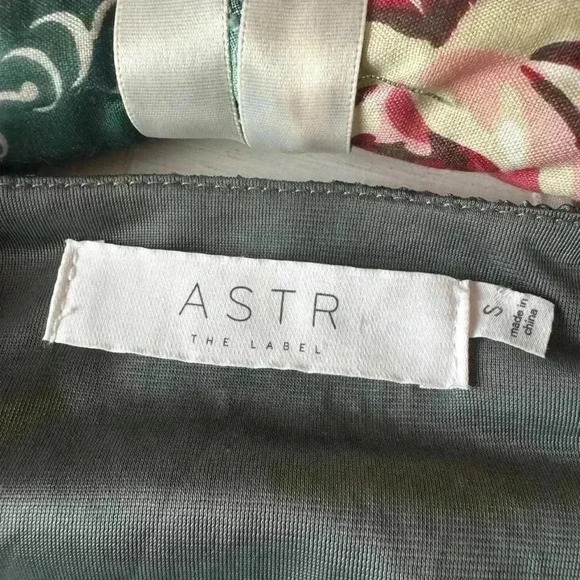 ASTR
THE LABEL
S
made in
china